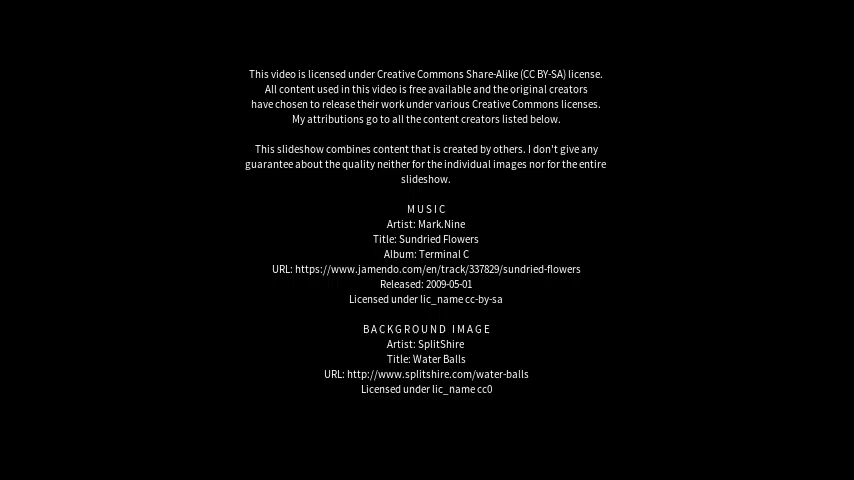 This video is licensed under Creative Commons Share-Alike (CC BY-SA) license.
All content used in this video is free available and the original creators
have chosen to release their work under various Creative Commons licenses.
My attributions go to all the content creators listed below.
This slideshow combines content that is created by others. I don't give any
guarantee about the quality neither for the individual images nor for the entire
slideshow.
MUSIC
Artist: Mark.Nine
Title: Sundried Flowers
Album: Terminal C
URL: https://www.jamendo.com/en/track/337829/sundried-flowers
Released: 2009-05-01
Licensed under lic_name cc-by-sa
BACKGROUND IMAGE
Artist: SplitShire
Title: Water Balls
URL: http://www.splitshire.com/water-balls
Licensed under lic_name cc0